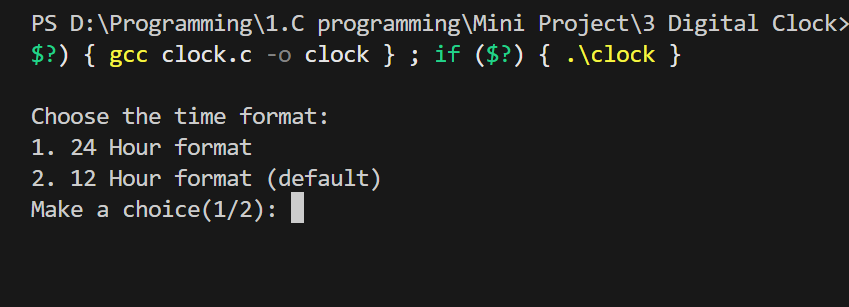 PS D:\Programming\1.C programming\Mini Project\3 Digital Clock>
$?) { gcc clock.c -o clock } ; if ($?) { .\clock }
Choose the time format:
1. 24 Hour format
2. 12 Hour format (default)
Make a choice(1/2):